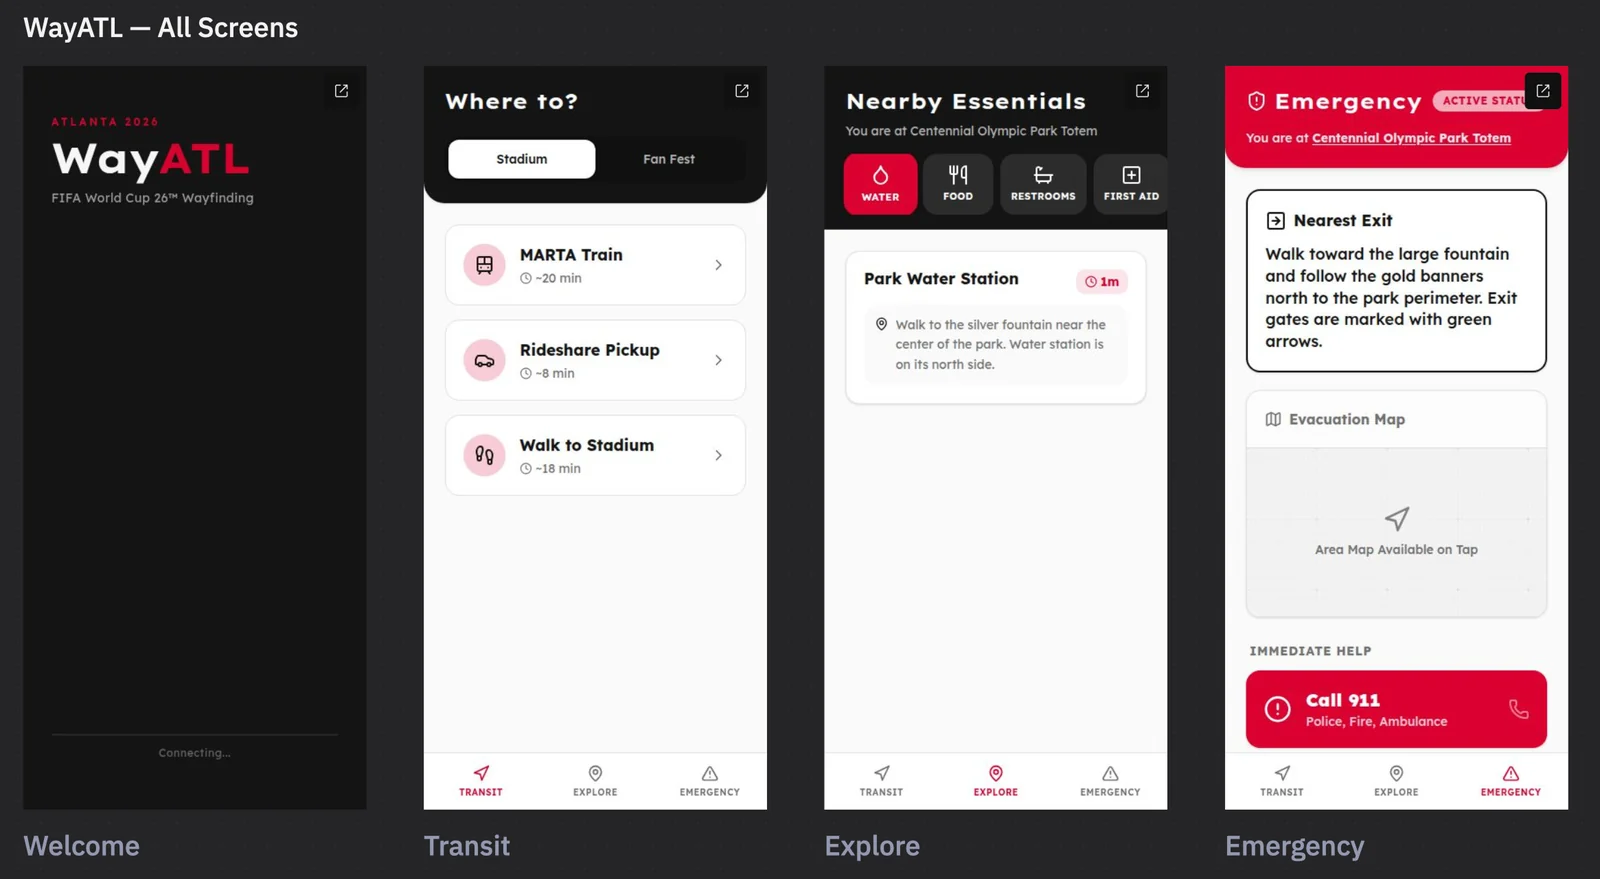 WayATL — All Screens
ATLANTA 2026
WayATL
FIFA World Cup 26™ Wayfinding
Connecting...
Welcome
Where to?
Stadium
Fan Fest
MARTA Train
~20 min
Rideshare Pickup
~8 min
Walk to Stadium
~18 min
TRANSIT
EXPLORE
EMERGENCY
Transit
Nearby Essentials
You are at Centennial Olympic Park Totem
WATER
FOOD
RESTROOMS
FIRST AID
Park Water Station
1m
Walk to the silver fountain near the
center of the park. Water station is
on its north side.
TRANSIT
EXPLORE
EMERGENCY
Explore
Emergency
ACTIVE STATU
You are at Centennial Olympic Park Totem
Nearest Exit
Walk toward the large fountain
and follow the gold banners
north to the park perimeter. Exit
gates are marked with green
arrows.
Evacuation Map
Area Map Available on Tap
IMMEDIATE HELP
Call 911
Police, Fire, Ambulance
TRANSIT
EXPLORE
EMERGENCY
Emergency